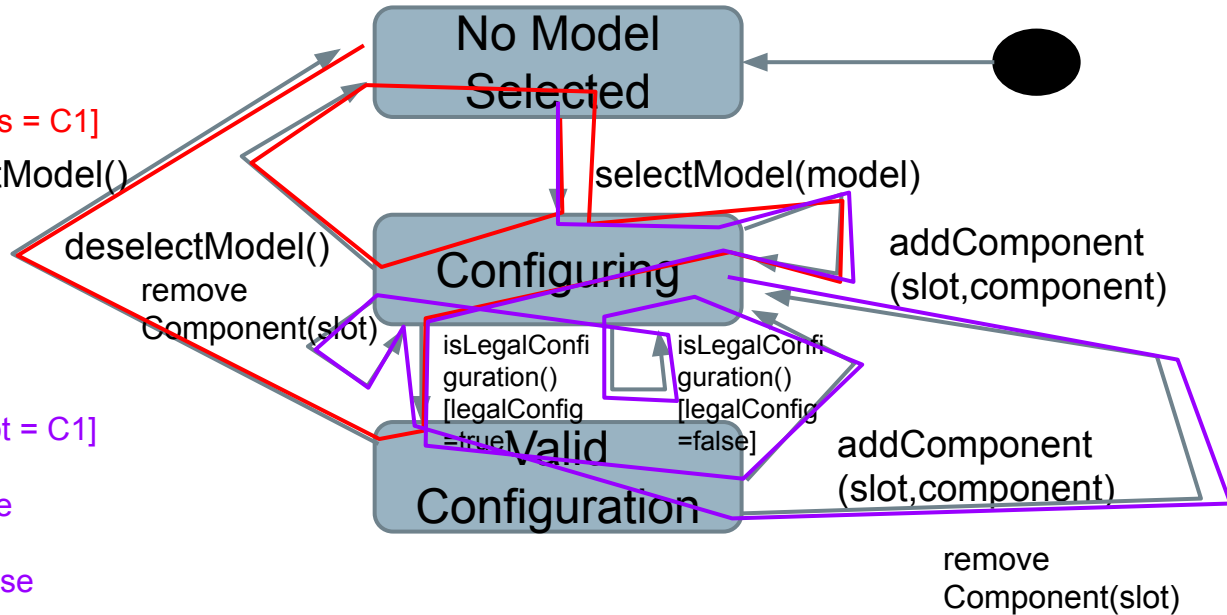 No Model
Selected
s = C1]
tModel()
selectModel(model)
deselectModel()
Configuring
addComponent
(slot,component)
remove
Component(slot)
isLegalConfi
guration()
[legalConfig
=true]
isLegalConfi
guration()
[legalConfig
=false]
t = C1]
Valid
Configuration
addComponent
(slot,component)
e
se
remove
Component(slot)